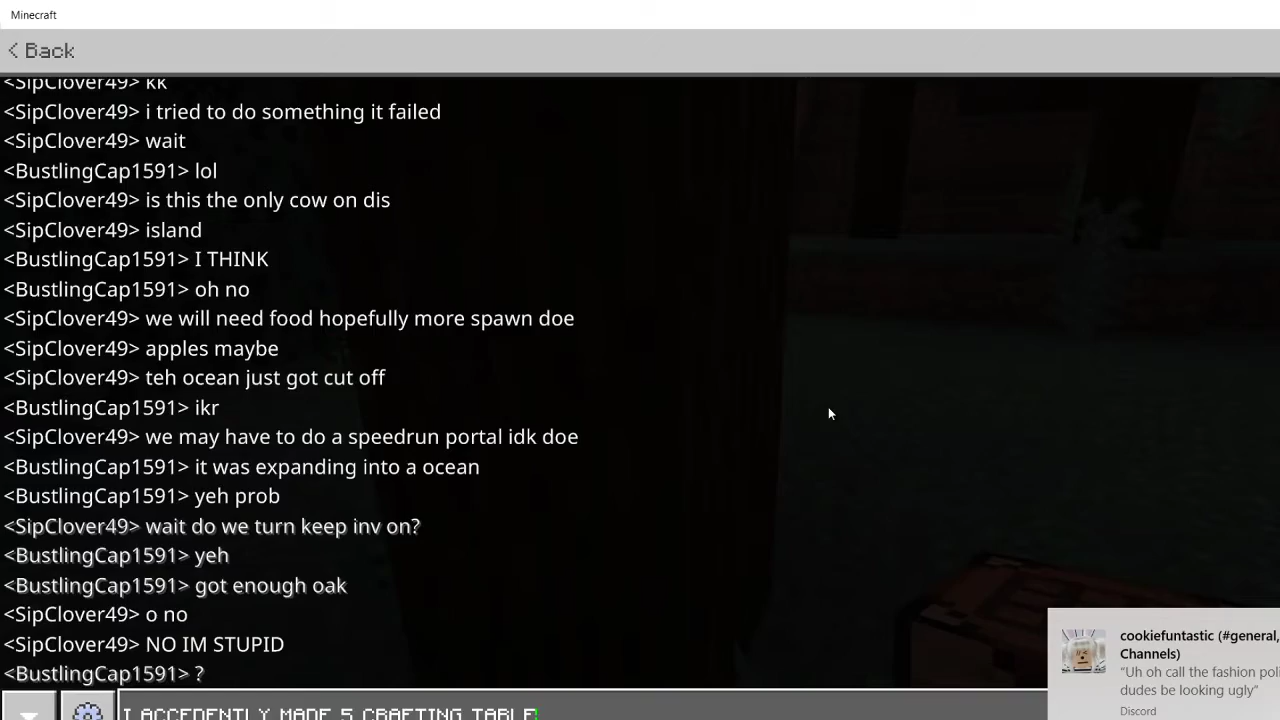 Minecraft
< Back
<SipClover49> kk
<SipClover49> i tried to do something it failed
<SipClover49> wait
<BustlingCap1591> lol
<SipClover49> is this the only cow on dis
<SipClover49> island
<BustlingCap1591> I THINK
<BustlingCap1591> oh no
<SipClover49> we will need food hopefully more spawn doe
<SipClover49> apples maybe
<SipClover49> teh ocean just got cut off
<BustlingCap1591> ikr
<SipClover49> we may have to do a speedrun portal idk doe
<BustlingCap1591> it was expanding into a ocean
<BustlingCap1591> yeh prob
<SipClover49> wait do we turn keep inv on?
<BustlingCap1591> yeh
<BustlingCap1591> got enough oak
<SipClover49> o no
<SipClover49> NO IM STUPID
<BustlingCap1591> ?
I ACCEDENTLY MADE 5 CRAFTING TABLE
cookiefuntastic (#general,
Channels)
"Uh oh call the fashion poli
dudes be looking ugly"
Discord